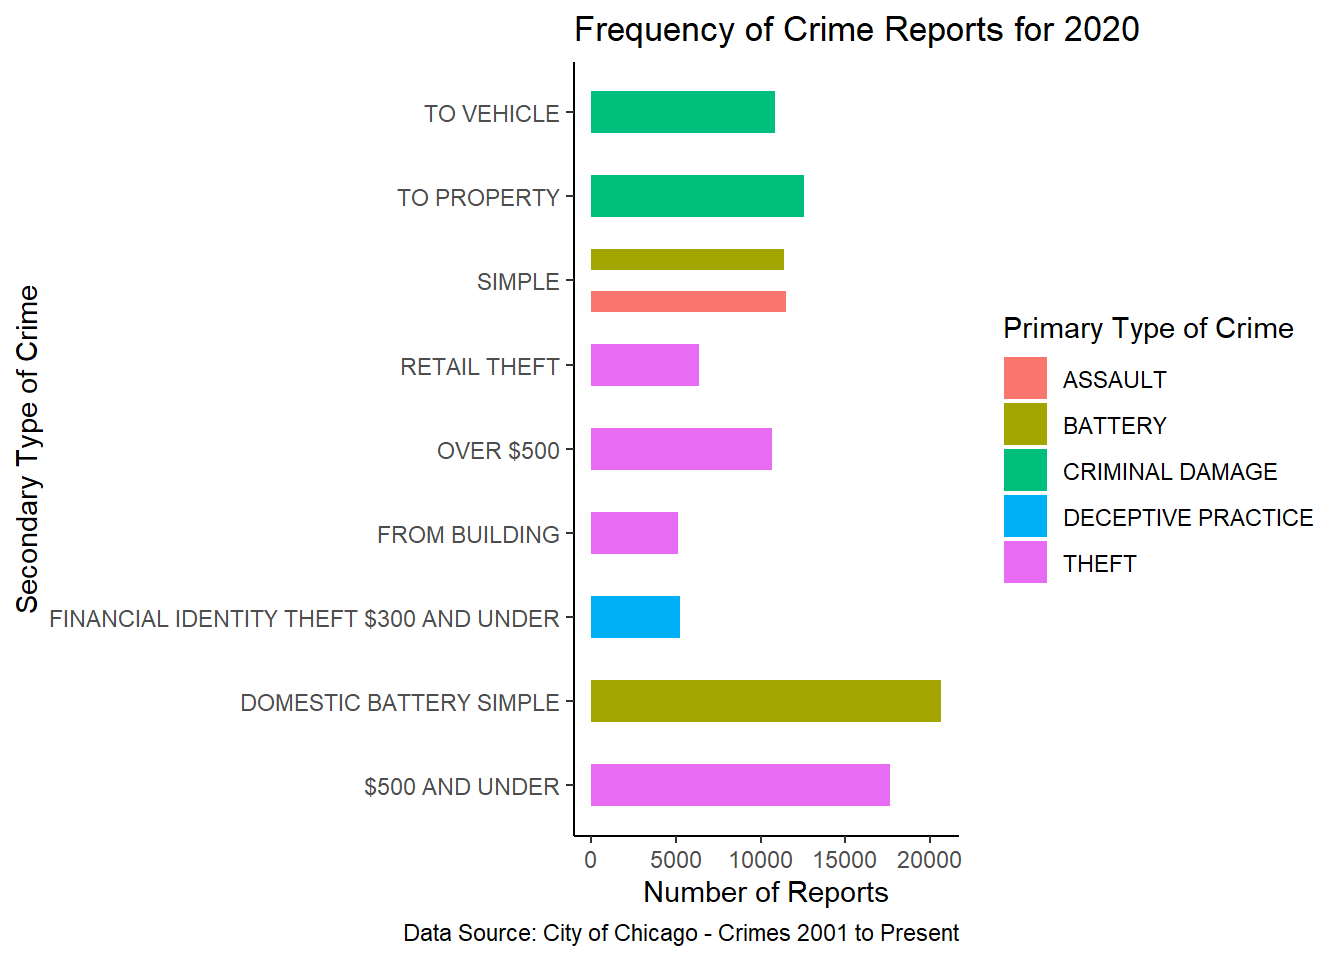 Frequency of Crime Reports for 2020
Secondary Type of Crime
TO VEHICLE
TO PROPERTY
SIMPLE
RETAIL THEFT
OVER $500
FROM BUILDING
FINANCIAL IDENTITY THEFT $300 AND UNDER
DOMESTIC BATTERY SIMPLE
$500 AND UNDER
0 5000 10000 15000 20000
Number of Reports
Data Source: City of Chicago - Crimes 2001 to Present
Primary Type of Crime
ASSAULT
BATTERY
CRIMINAL DAMAGE
DECEPTIVE PRACTICE
THEFT